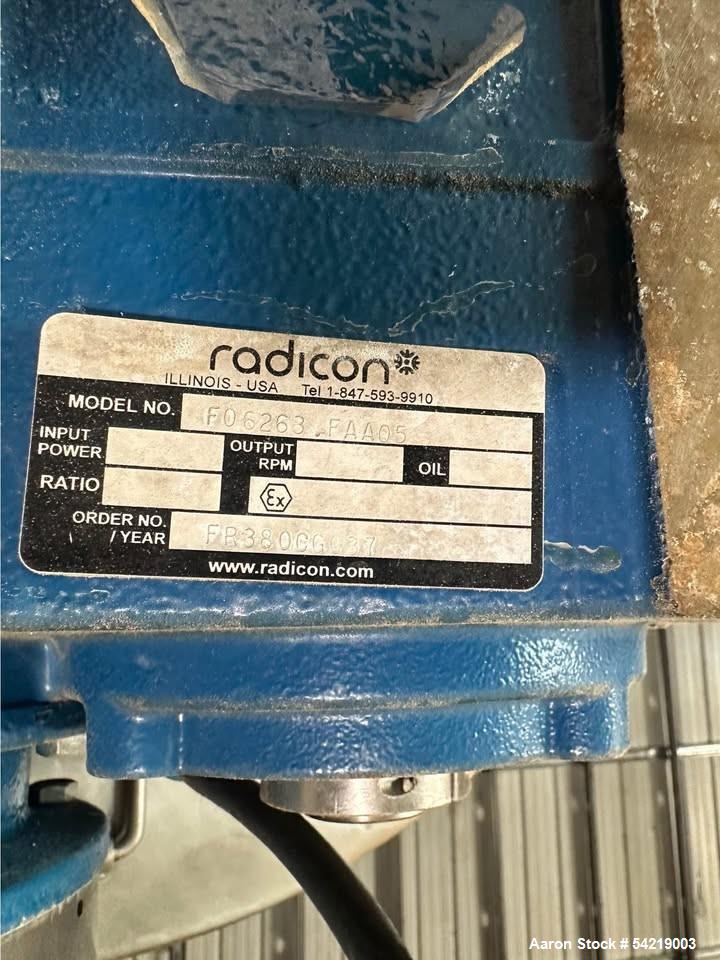 radicon
ILLINOIS - USA Tel 1-847-593-9910
MODEL NO. F06263.FAA05
INPUT POWER
OUTPUT RPM
OIL
RATIO
Ex
ORDER NO. / YEAR
www.radicon.com
Aaron Stock # 54219003